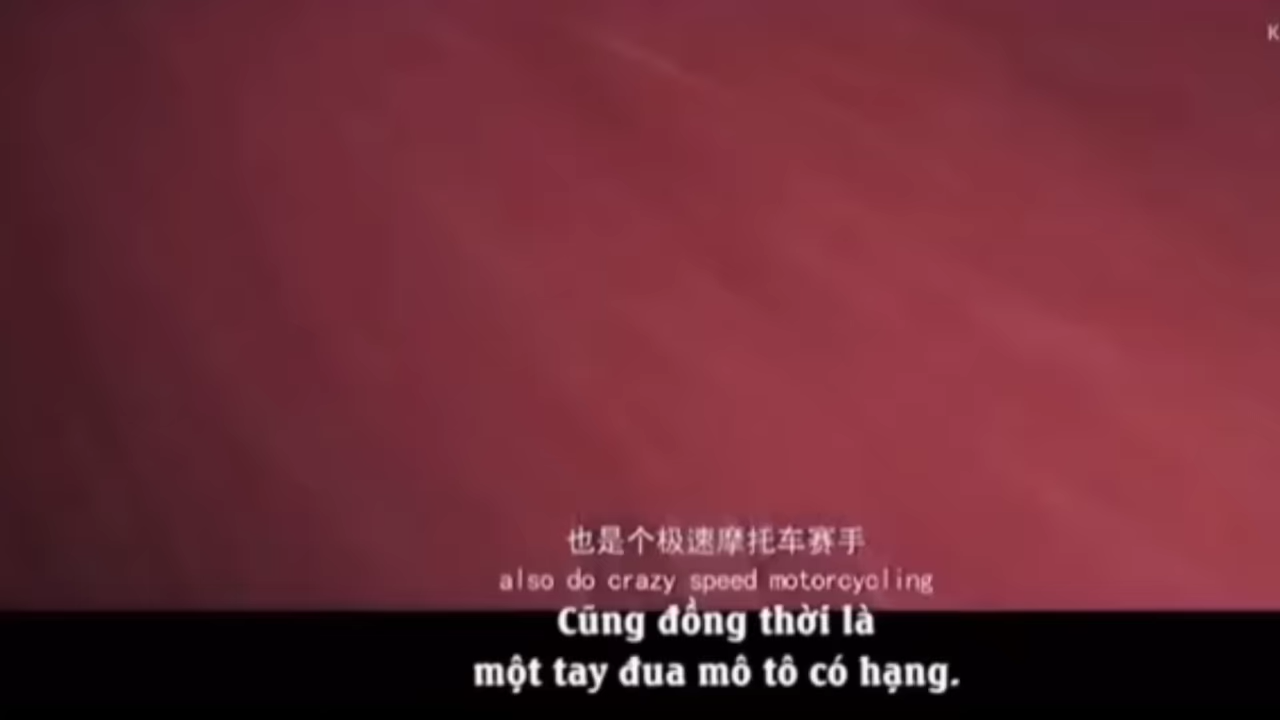 K
也是个极速摩托车赛手
also do crazy speed motorcycling
Cũng đồng thời là
một tay đua mô tô có hạng.